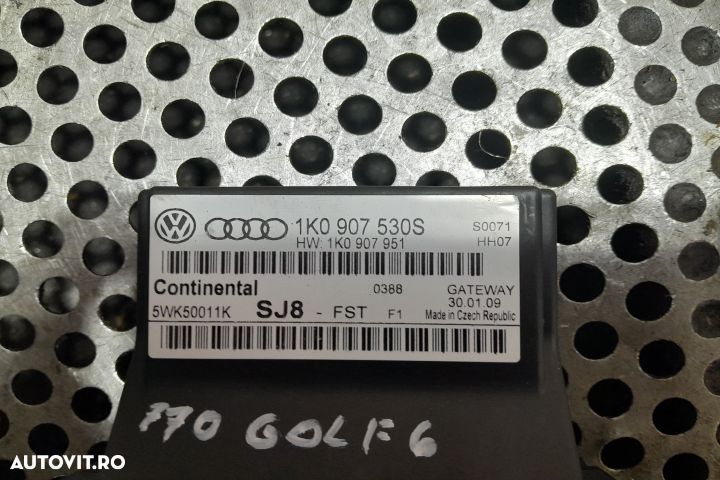 1K0 907 530S S0071
HW: 1K0 907 951 HH07
Continental 0388 GATEWAY
30.01.09
5WK50011K SJ8 - FST F1 Made in Czech Republic
770 GOLF 6
AUTOVIT.RO